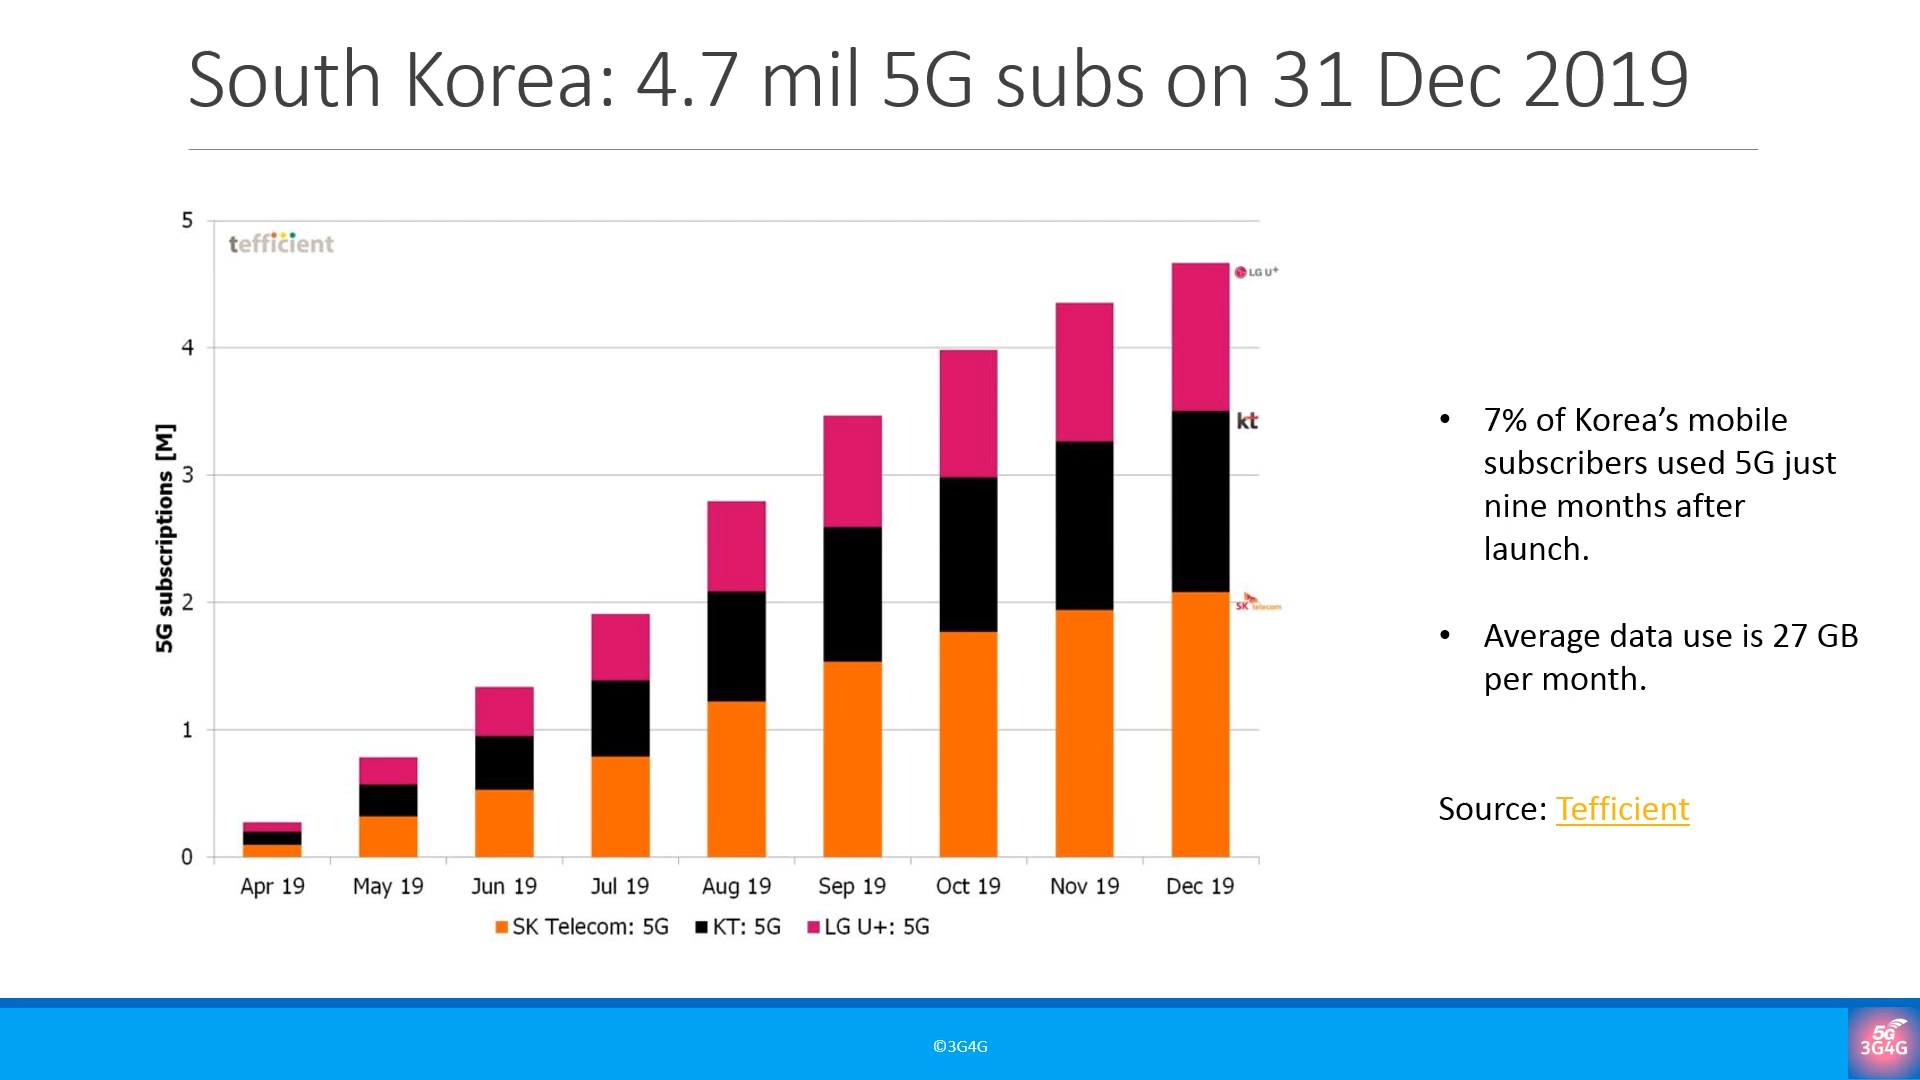 South Korea: 4.7 mil 5G subs on 31 Dec 2019
tefficient
5G subscriptions [M]
5
4
3
2
1
0
LG U+
kt
SK telecom
Apr 19
May 19
Jun 19
Jul 19
Aug 19
Sep 19
Oct 19
Nov 19
Dec 19
SK Telecom: 5G
KT: 5G
LG U+: 5G
• 7% of Korea’s mobile
subscribers used 5G just
nine months after
launch.
• Average data use is 27 GB
per month.
Source: Tefficient
©3G4G
5G
3G4G